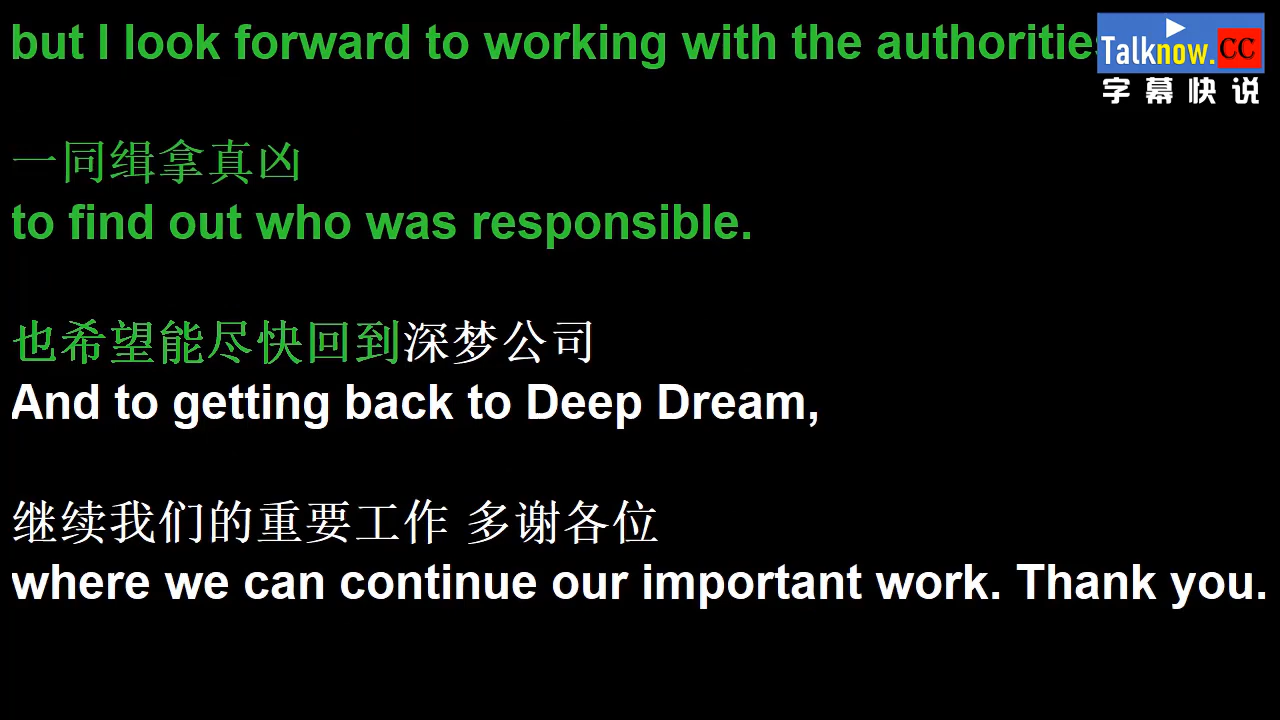 but I look forward to working with the authorities
Talknow.CC
字幕快说
一同缉拿真凶
to find out who was responsible.
也希望能尽快回到深梦公司
And to getting back to Deep Dream,
继续我们的重要工作 多谢各位
where we can continue our important work. Thank you.